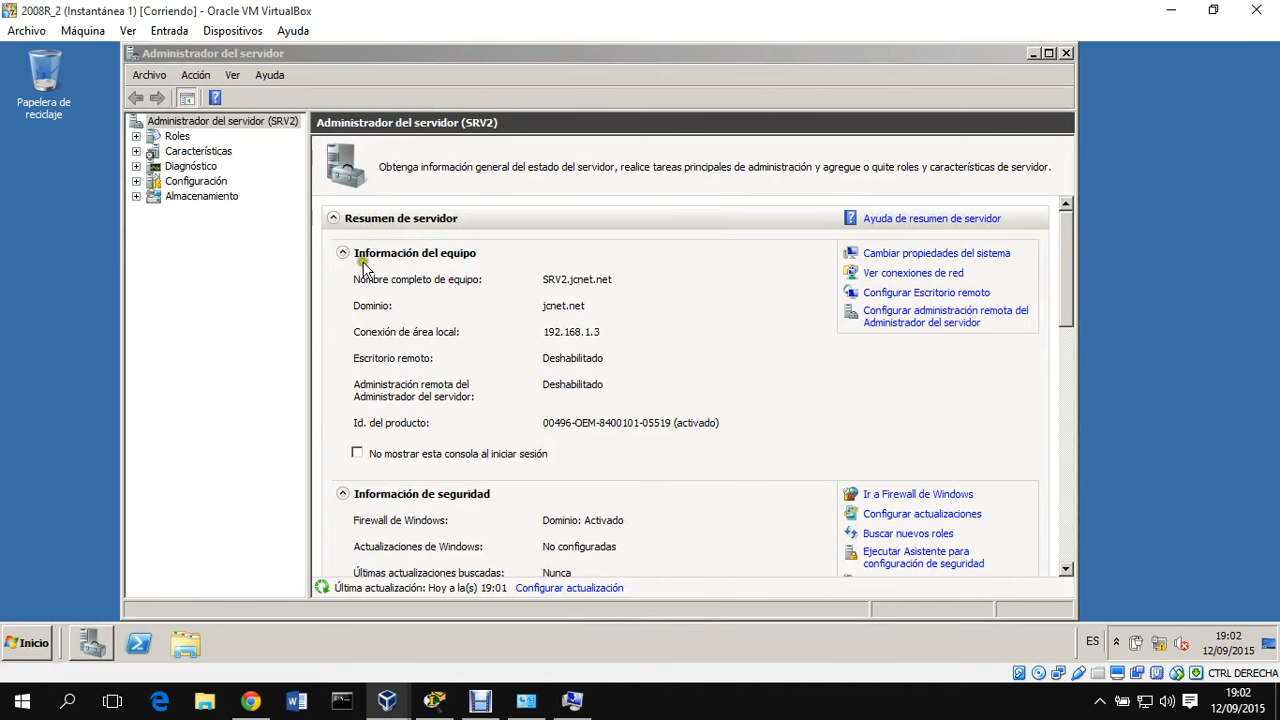 2008R_2 (Instantánea 1) [Corriendo] - Oracle VM VirtualBox
Archivo Máquina Ver Entrada Dispositivos Ayuda
Papelera de
reciclaje
Administrador del servidor
Archivo Acción Ver Ayuda
Administrador del servidor (SRV2)
Roles
Características
Diagnóstico
Configuración
Almacenamiento
Administrador del servidor (SRV2)
Obtenga información general del estado del servidor, realice tareas principales de administración y agregue o quite roles y características de servidor.
Resumen de servidor
Ayuda de resumen de servidor
Información del equipo
Nombre completo de equipo: SRV2.jcnet.net
Dominio: jcnet.net
Conexión de área local: 192.168.1.3
Escritorio remoto: Deshabilitado
Administración remota del
Administrador del servidor: Deshabilitado
Id. del producto: 00496-OEM-8400101-05519 (activado)
No mostrar esta consola al iniciar sesión
Cambiar propiedades del sistema
Ver conexiones de red
Configurar Escritorio remoto
Configurar administración remota del
Administrador del servidor
Información de seguridad
Firewall de Windows: Dominio: Activado
Actualizaciones de Windows: No configuradas
Últimas actualizaciones buscadas: Nunca
Ir a Firewall de Windows
Configurar actualizaciones
Buscar nuevos roles
Ejecutar Asistente para
configuración de seguridad
Última actualización: Hoy a la(s) 19:01 Configurar actualización
Inicio
ES
19:02
12/09/2015
CTRL DERECHA
19:02
12/09/2015